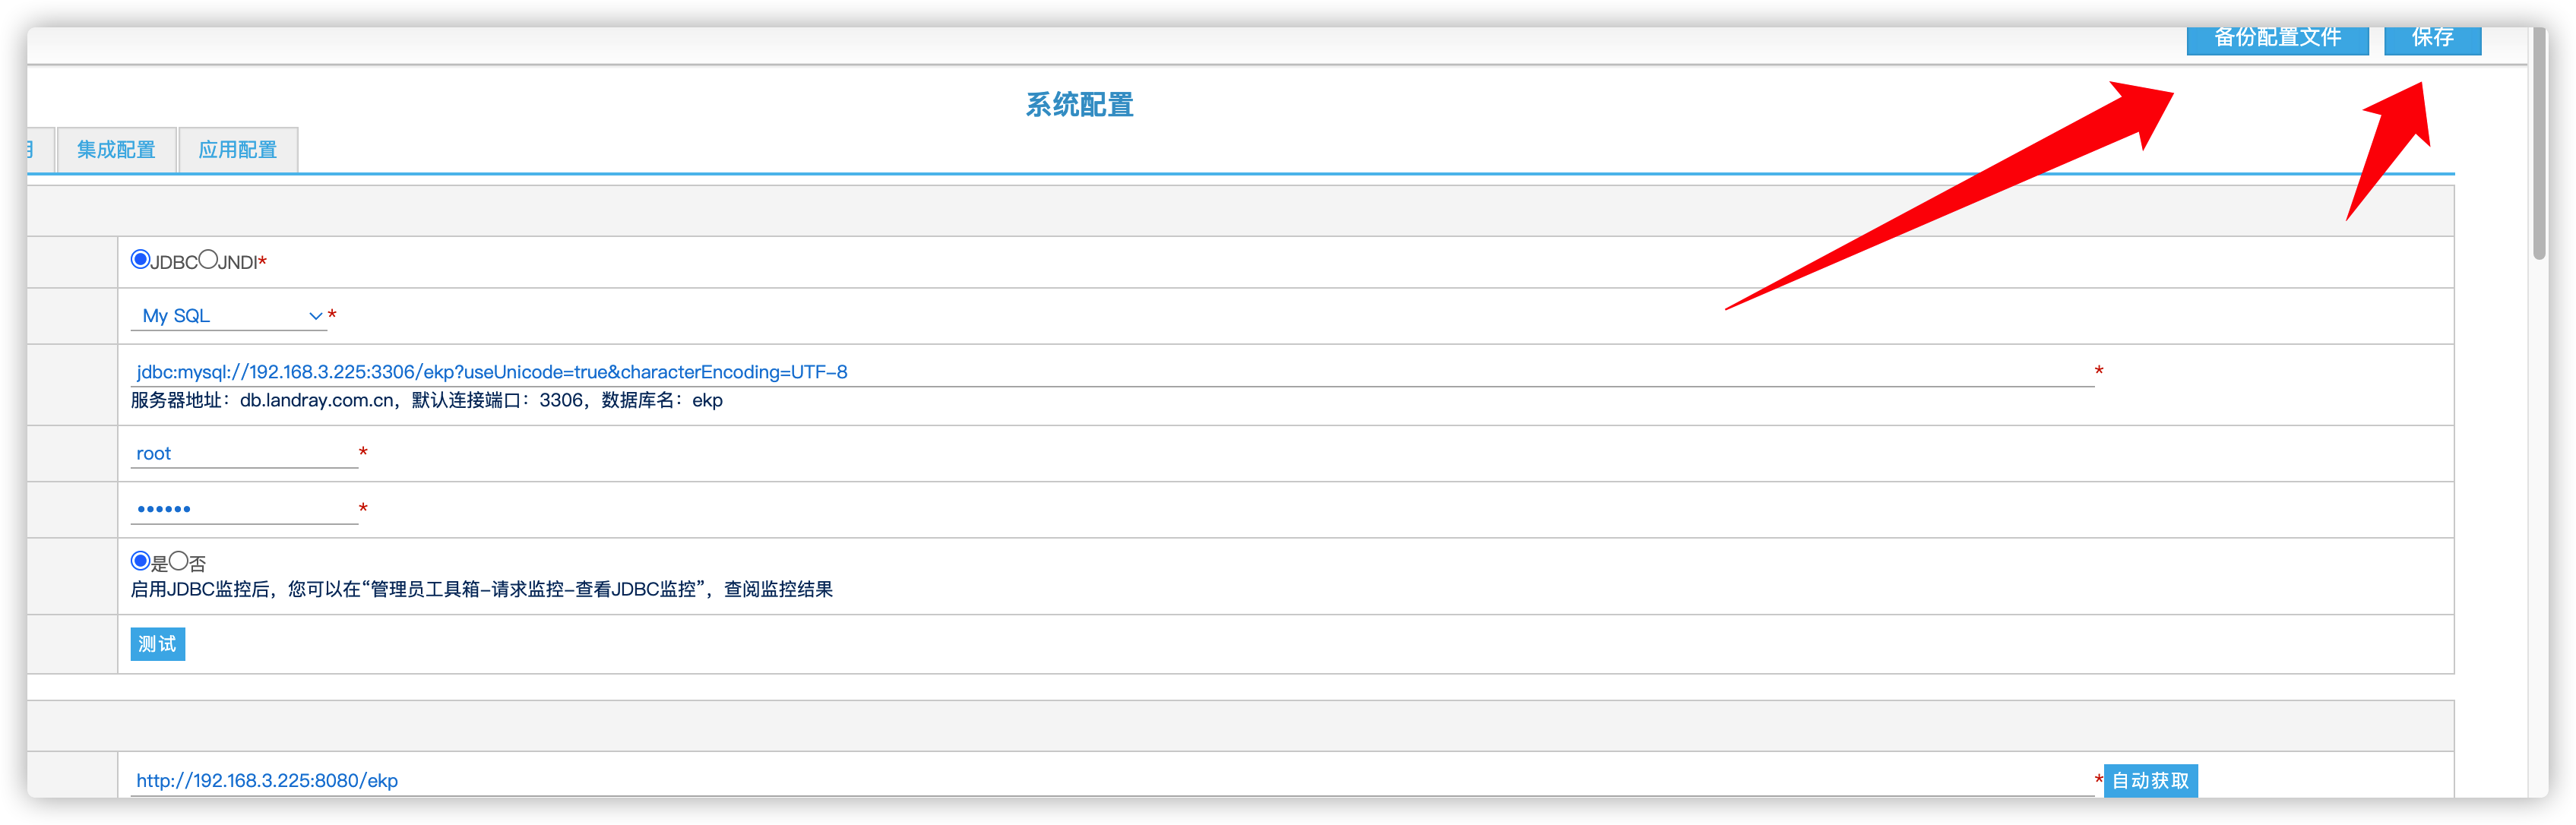 备份配置文件 保存
系统配置
集成配置 应用配置
JDBC JNDI*
My SQL *
jdbc:mysql://192.168.3.225:3306/ekp?useUnicode=true&characterEncoding=UTF-8 *
服务器地址：db.landray.com.cn，默认连接端口：3306，数据库名：ekp
root *
•••••• *
是 否
启用JDBC监控后，您可以在“管理员工具箱-请求监控-查看JDBC监控”，查阅监控结果
测试
http://192.168.3.225:8080/ekp * 自动获取